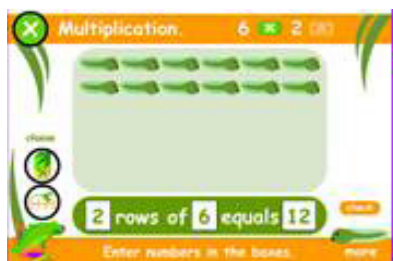 Multiplication. 6 × 2
choose
2 rows of 6 equals 12
check
Enter numbers in the boxes.
more